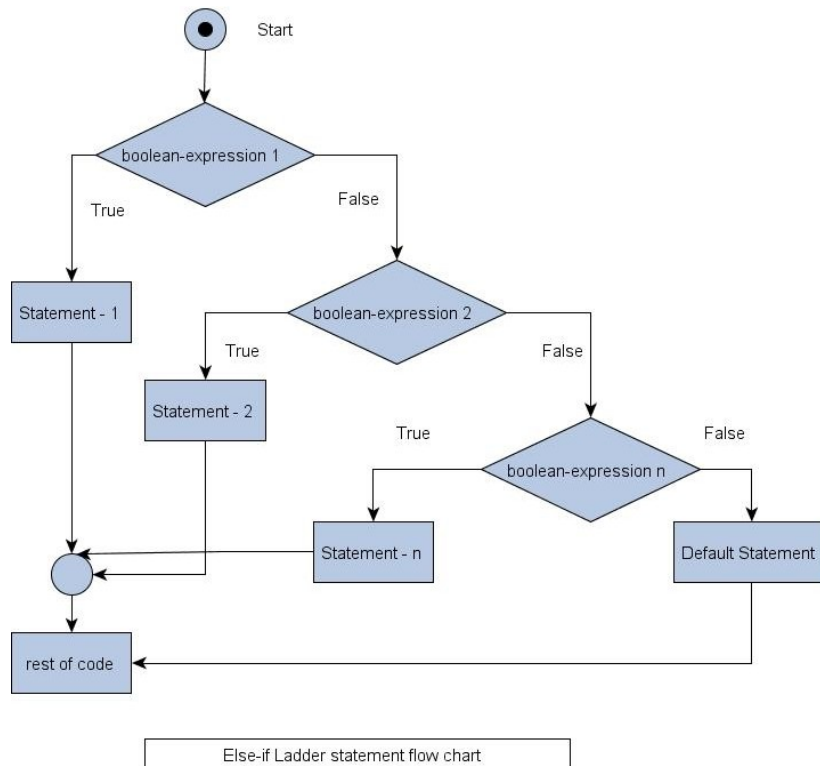 Start
boolean-expression 1
True
False
Statement - 1
boolean-expression 2
True
False
Statement - 2
True
False
boolean-expression n
Statement - n
Default Statement
rest of code
Else-if Ladder statement flow chart